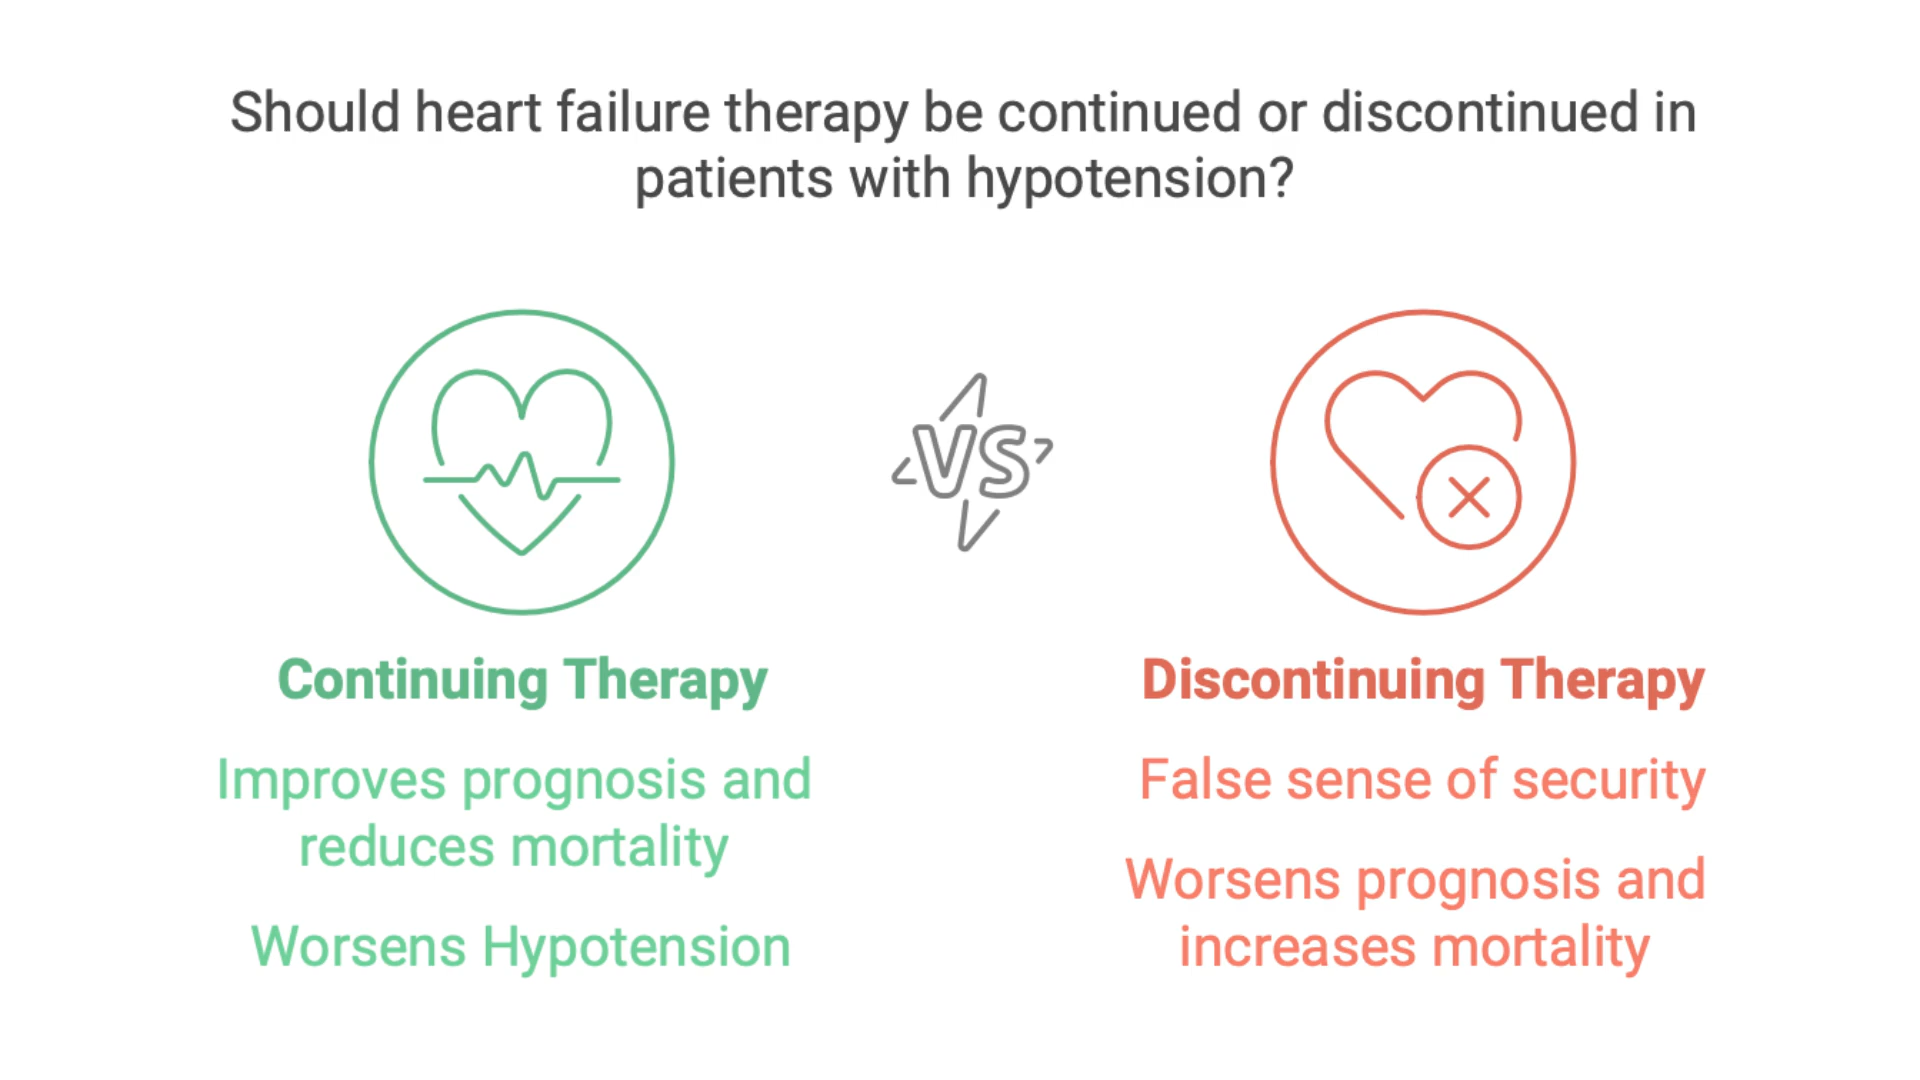 Should heart failure therapy be continued or discontinued in
patients with hypotension?
VS
Continuing Therapy
Improves prognosis and
reduces mortality
Worsens Hypotension
Discontinuing Therapy
False sense of security
Worsens prognosis and
increases mortality